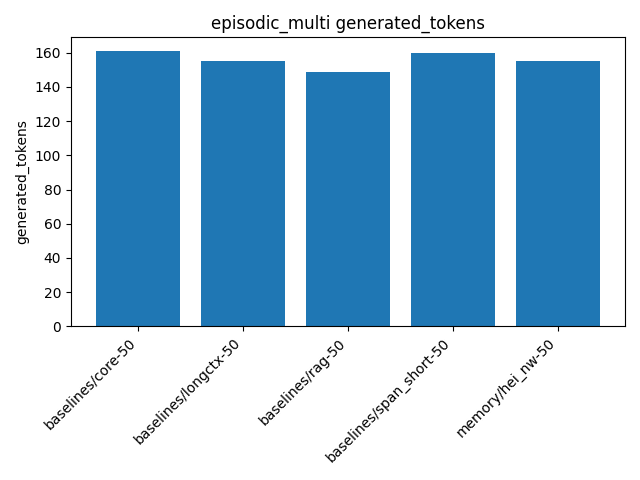 episodic_multi generated_tokens
generated_tokens
160
140
120
100
80
60
40
20
0
baselines/core-50
baselines/longctx-50
baselines/rag-50
baselines/span_short-50
memory/hei_nw-50